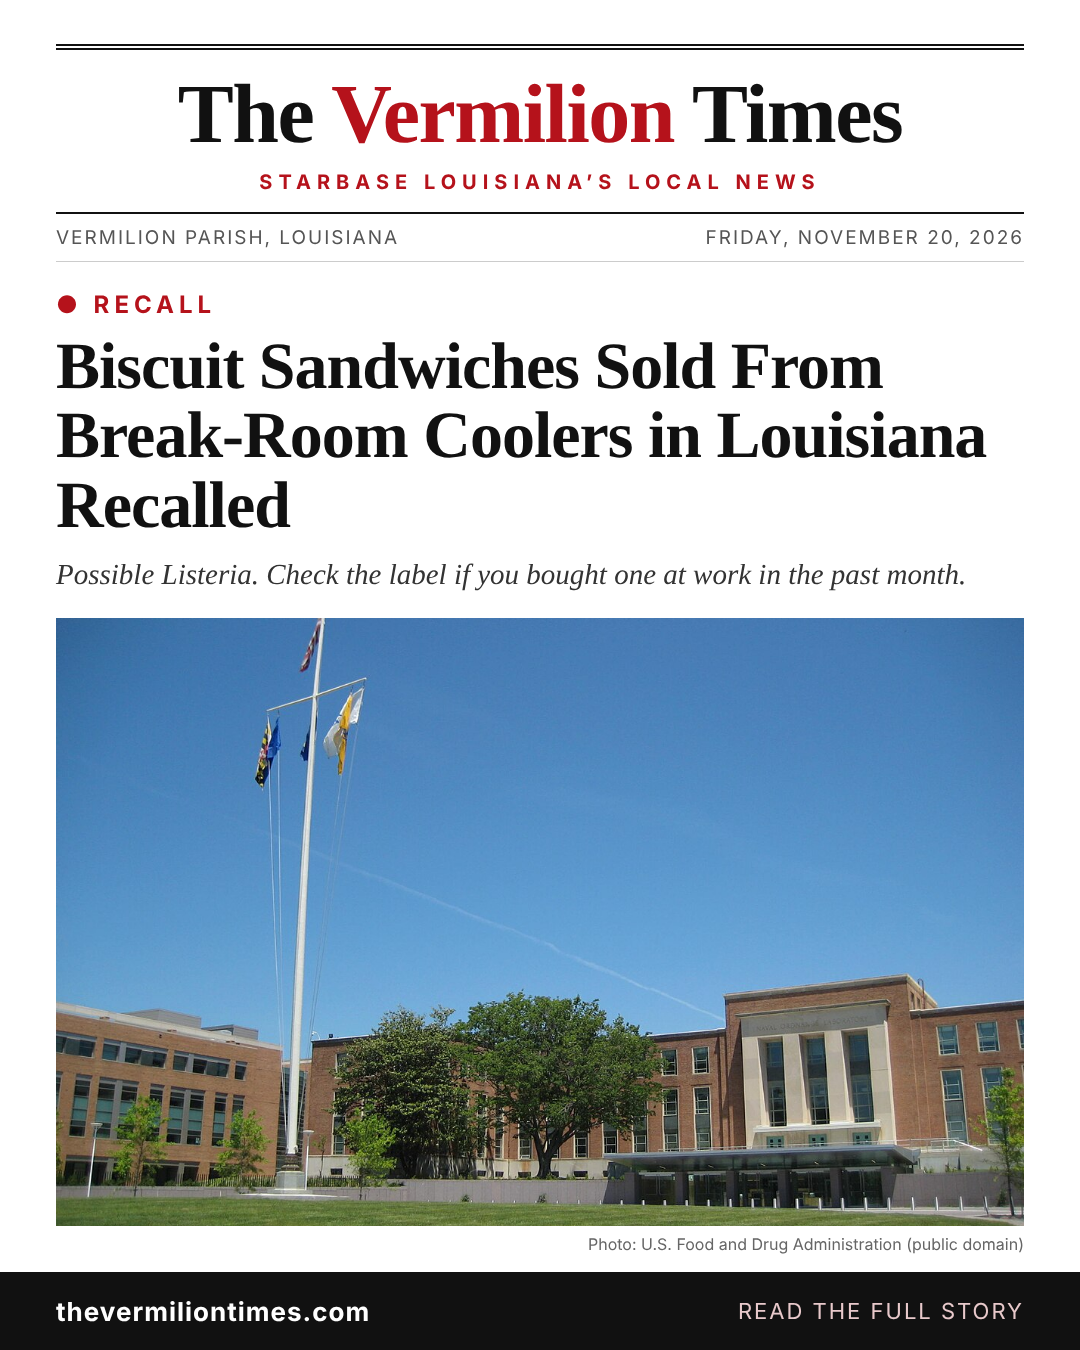 The Vermilion Times
STARBASE LOUISIANA’S LOCAL NEWS
VERMILION PARISH, LOUISIANA
FRIDAY, NOVEMBER 20, 2026
RECALL
Biscuit Sandwiches Sold From
Break-Room Coolers in Louisiana
Recalled
Possible Listeria. Check the label if you bought one at work in the past month.
Photo: U.S. Food and Drug Administration (public domain)
thevermiliontimes.com
READ THE FULL STORY